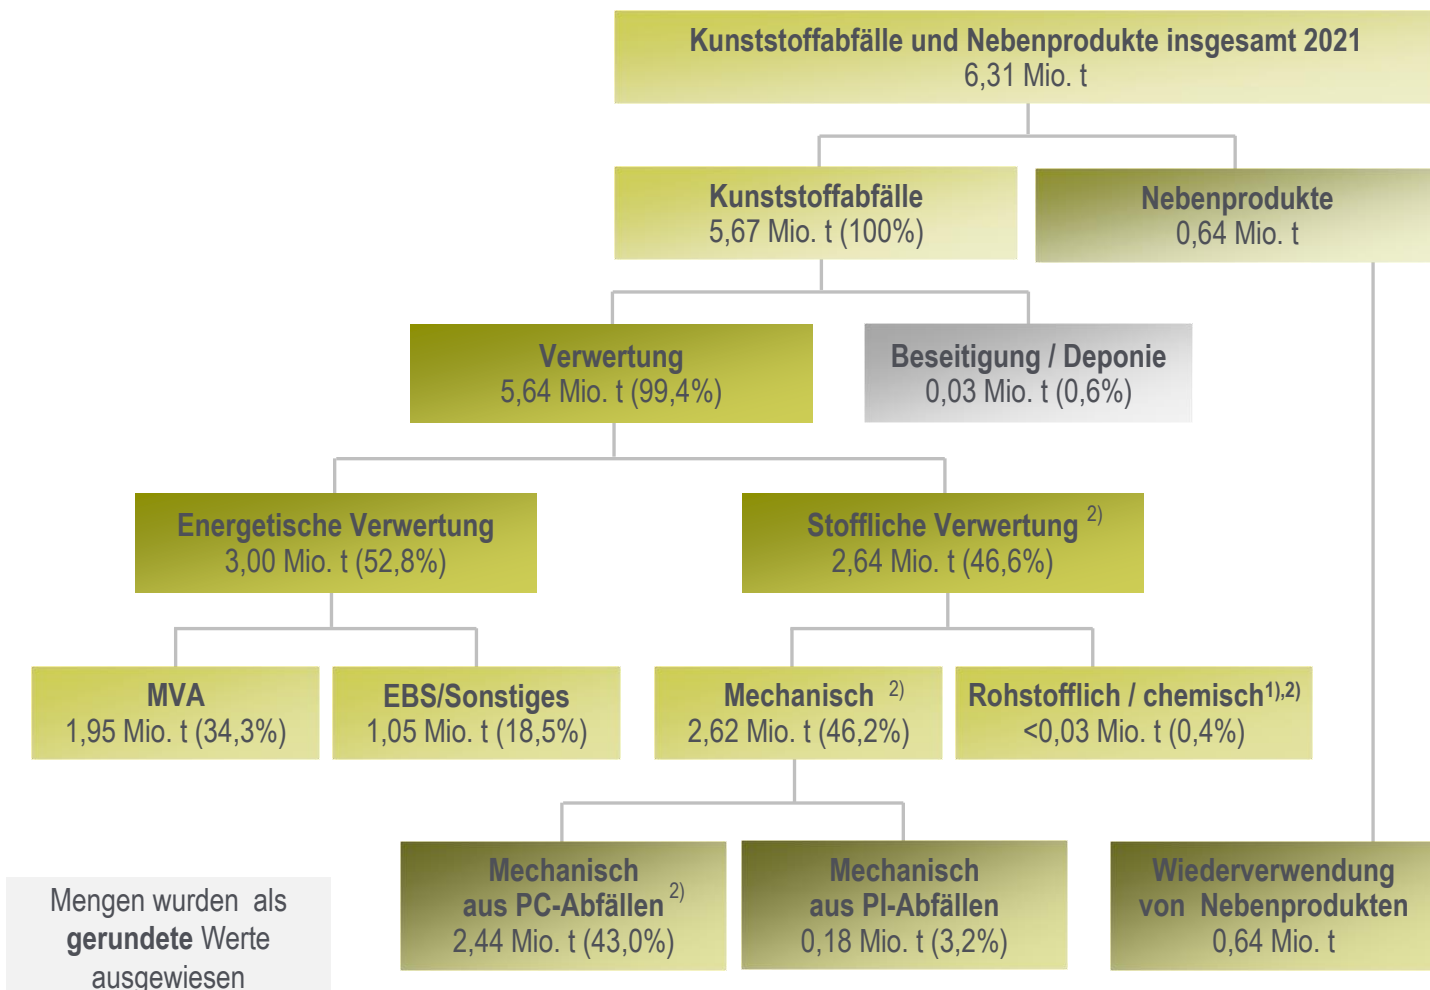 Kunststoffabfälle und Nebenprodukte insgesamt 2021
6,31 Mio. t
Kunststoffabfälle
5,67 Mio. t (100%)
Nebenprodukte
0,64 Mio. t
Verwertung
5,64 Mio. t (99,4%)
Beseitigung / Deponie
0,03 Mio. t (0,6%)
Energetische Verwertung
3,00 Mio. t (52,8%)
Stoffliche Verwertung 2)
2,64 Mio. t (46,6%)
MVA
1,95 Mio. t (34,3%)
EBS/Sonstiges
1,05 Mio. t (18,5%)
Mechanisch 2)
2,62 Mio. t (46,2%)
Rohstofflich / chemisch1),2)
<0,03 Mio. t (0,4%)
Mechanisch
aus PC-Abfällen 2)
2,44 Mio. t (43,0%)
Mechanisch
aus PI-Abfällen
0,18 Mio. t (3,2%)
Wiederverwendung
von Nebenprodukten
0,64 Mio. t
Mengen wurden als
gerundete Werte
ausgewiesen